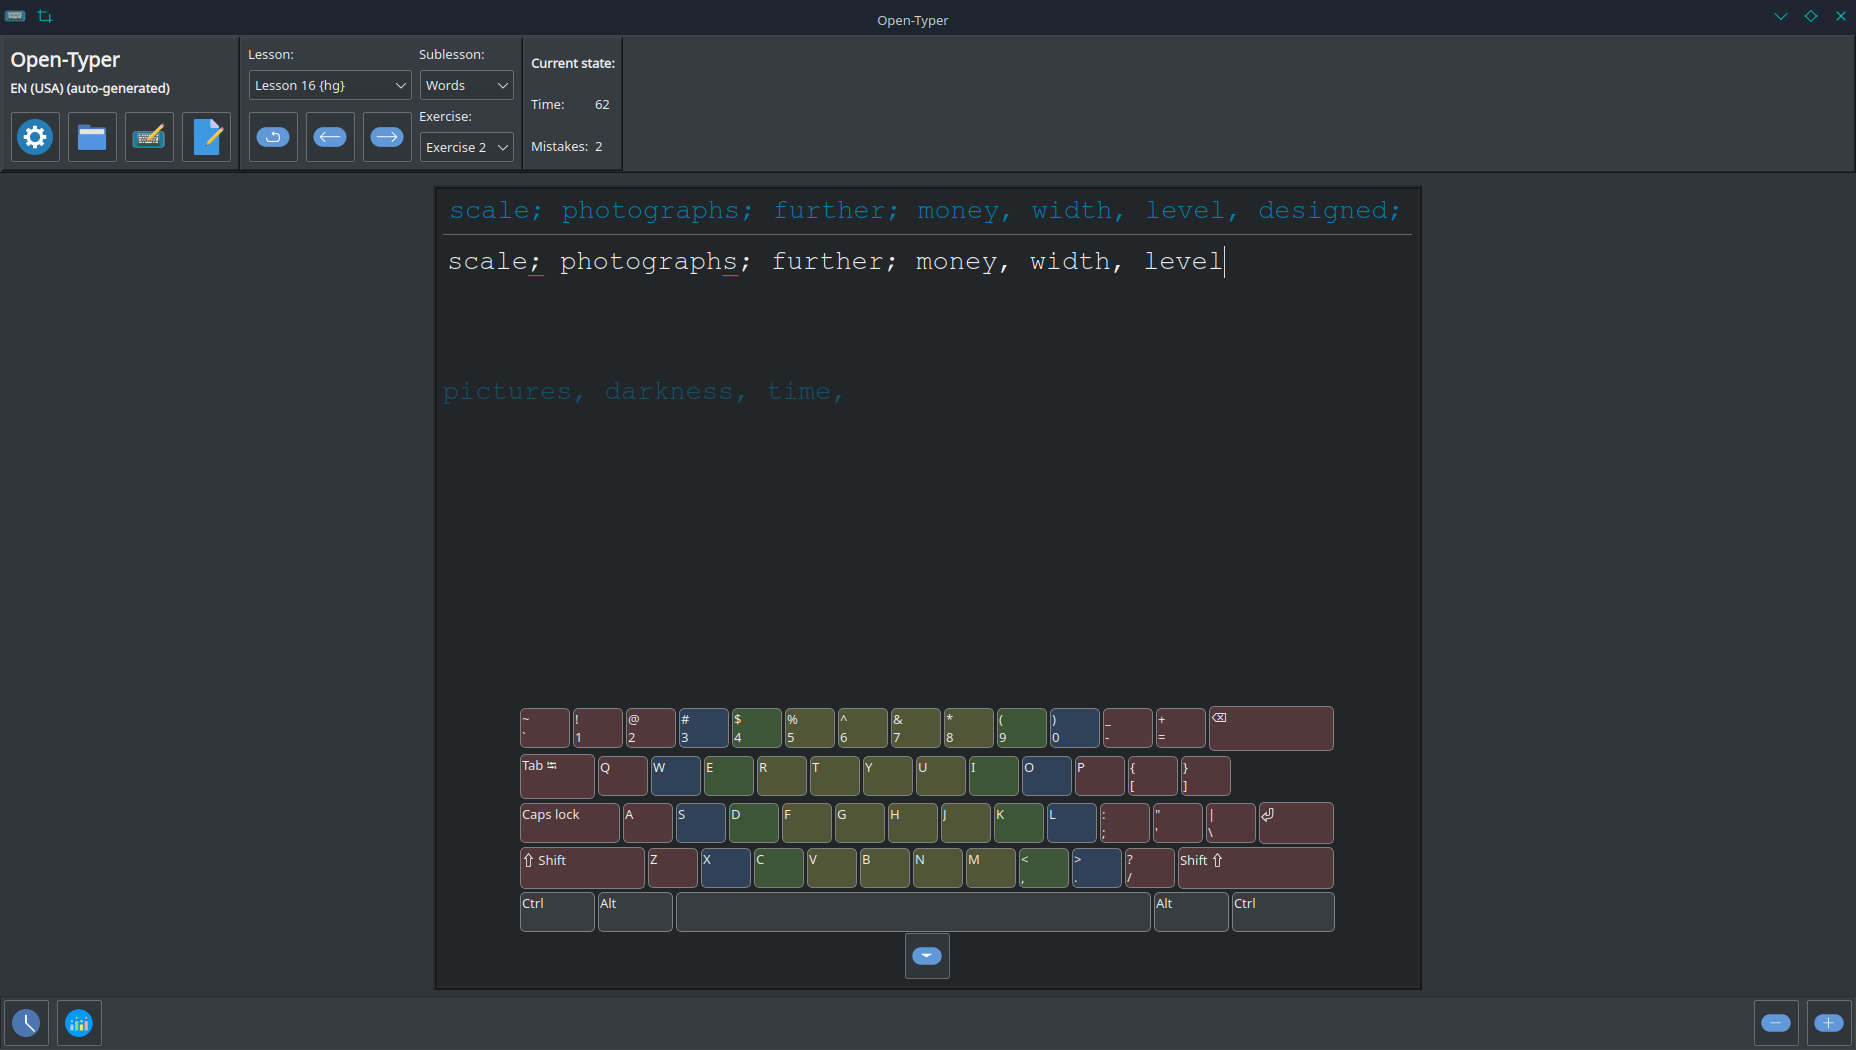 Open-Typer
Open-Typer
EN (USA) (auto-generated)
Lesson:
Lesson 16 {hg}
Sublesson:
Words
Exercise:
Exercise 2
Current state:
Time: 62
Mistakes: 2
scale; photographs; further; money, width, level, designed;
scale; photographs; further; money, width, level
pictures, darkness, time,
~ ! @ # $ % ^ & * ( ) _ +
` 1 2 3 4 5 6 7 8 9 0 - =
Tab Q W E R T Y U I O P { }
[ ]
Caps lock A S D F G H J K L : " |
; ' \
Shift Z X C V B N M < > ? Shift
, . /
Ctrl Alt Alt Ctrl